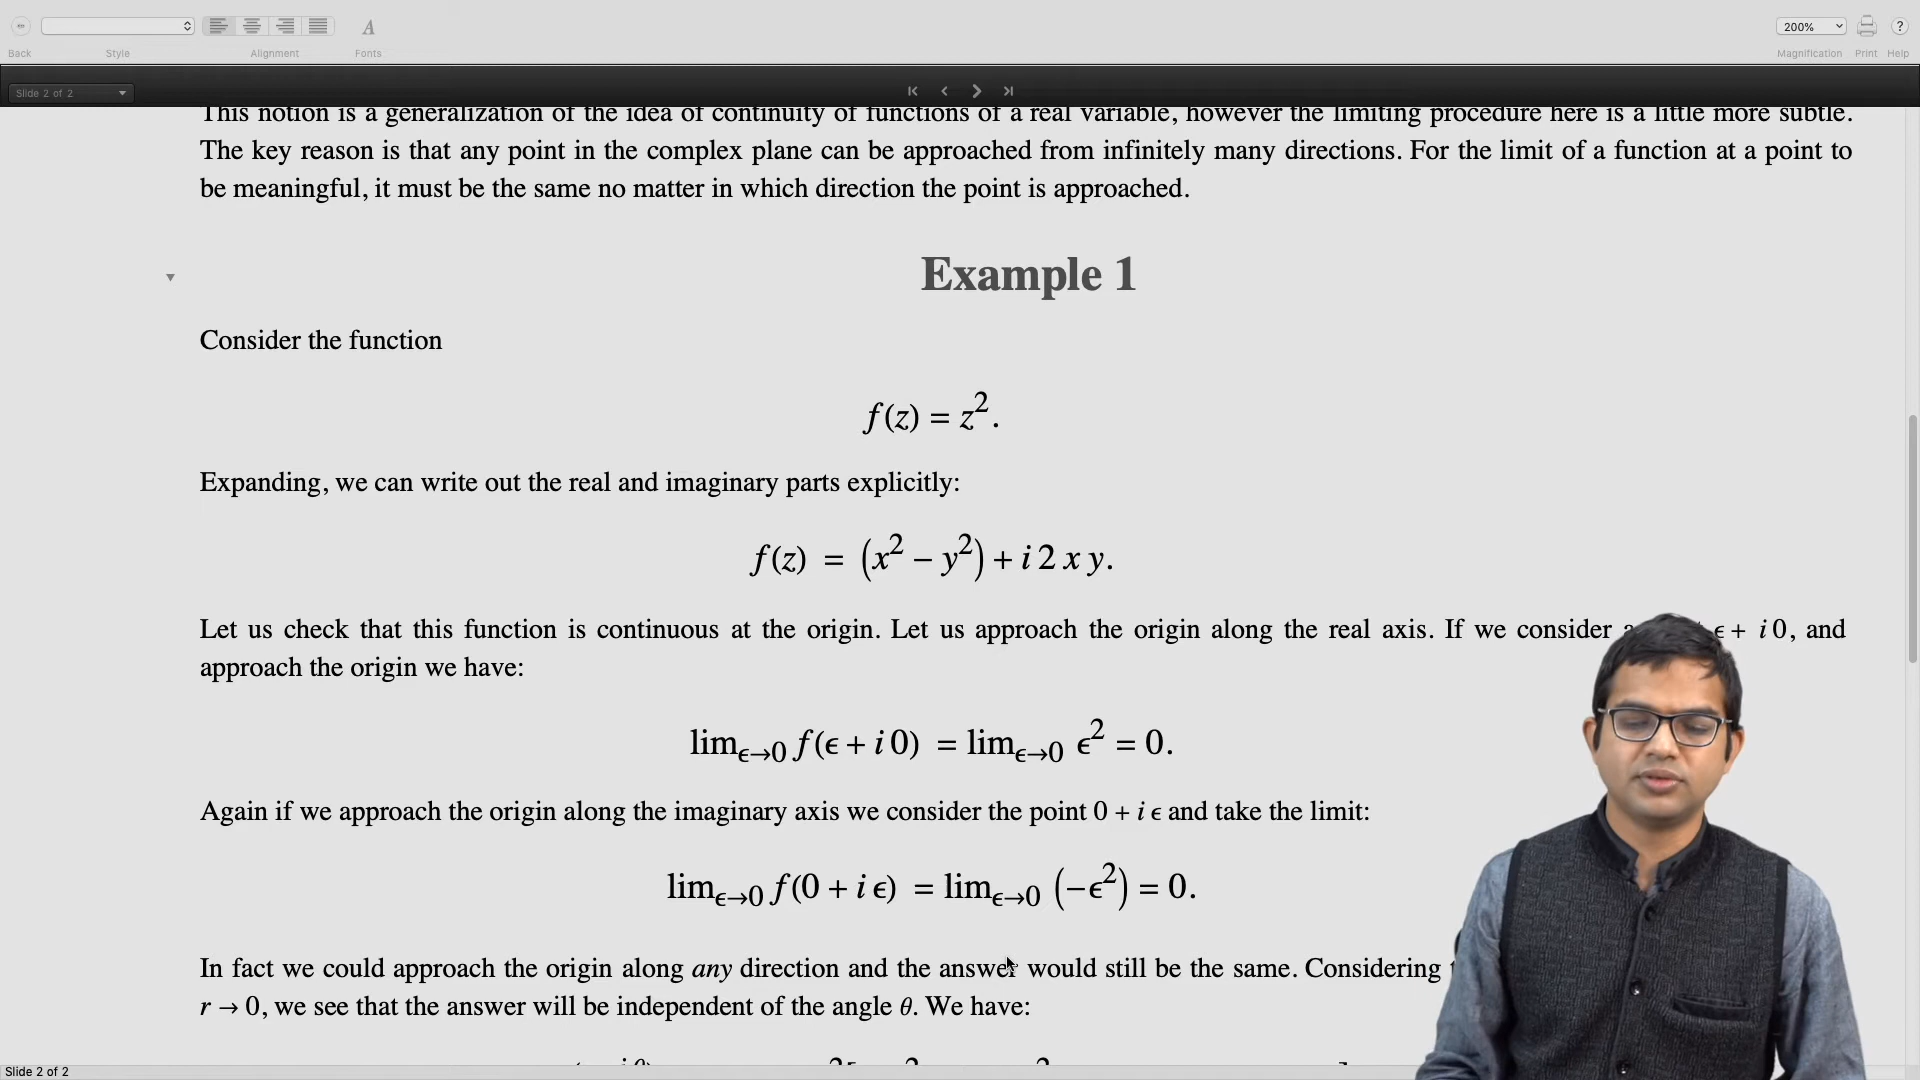 200%
Back
Style
Alignment
Fonts
Magnification
Print
Help
Slide 2 of 2
This notion is a generalization of the idea of continuity of functions of a real variable, however the limiting procedure here is a little more subtle.
The key reason is that any point in the complex plane can be approached from infinitely many directions. For the limit of a function at a point to
be meaningful, it must be the same no matter in which direction the point is approached.
Example 1
Consider the function
f(z) = z².
Expanding, we can write out the real and imaginary parts explicitly:
f(z) = (x² − y²) + i 2 x y.
Let us check that this function is continuous at the origin. Let us approach the origin along the real axis. If we consider ϵ + i 0, and
approach the origin we have:
lim_{ϵ→0} f(ϵ + i 0) = lim_{ϵ→0} ϵ² = 0.
Again if we approach the origin along the imaginary axis we consider the point 0 + i ϵ and take the limit:
lim_{ϵ→0} f(0 + i ϵ) = lim_{ϵ→0} (−ϵ²) = 0.
In fact we could approach the origin along any direction and the answer would still be the same. Considering
r → 0, we see that the answer will be independent of the angle θ. We have:
Slide 2 of 2